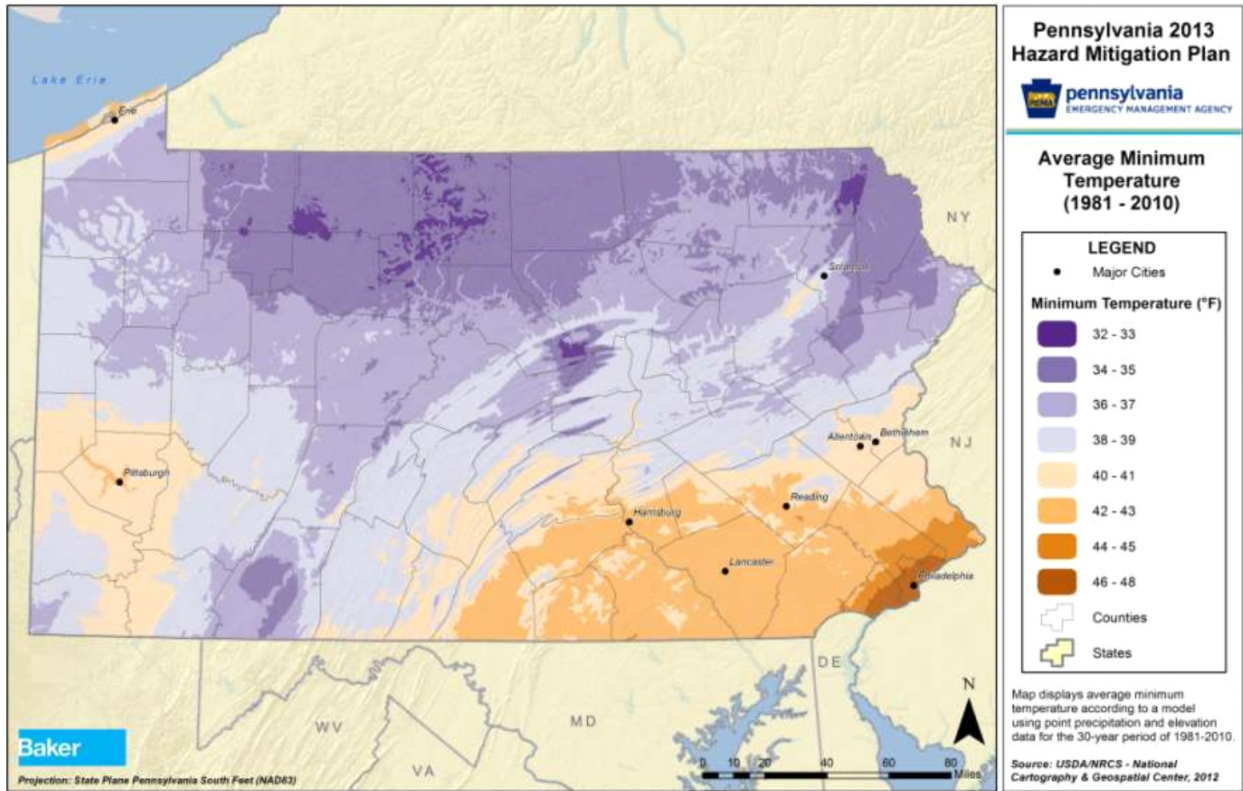 Pennsylvania 2013
Hazard Mitigation Plan
PEMA
pennsylvania
EMERGENCY MANAGEMENT AGENCY
Average Minimum
Temperature
(1981 - 2010)
LEGEND
Major Cities
Minimum Temperature (°F)
32 - 33
34 - 35
36 - 37
38 - 39
40 - 41
42 - 43
44 - 45
46 - 48
Counties
States
Map displays average minimum
temperature according to a model
using point precipitation and elevation
data for the 30-year period of 1981-2010.
Source: USDA/NRCS - National
Cartography & Geospatial Center, 2012
Lake Erie
Erie
NY
Scranton
Allentown
Bethlehem
NJ
Pittsburgh
Reading
Harrisburg
Lancaster
Philadelphia
DE
WV
MD
VA
N
0 10 20 40 60 80
Miles
Baker
Projection: State Plane Pennsylvania South Feet (NAD83)